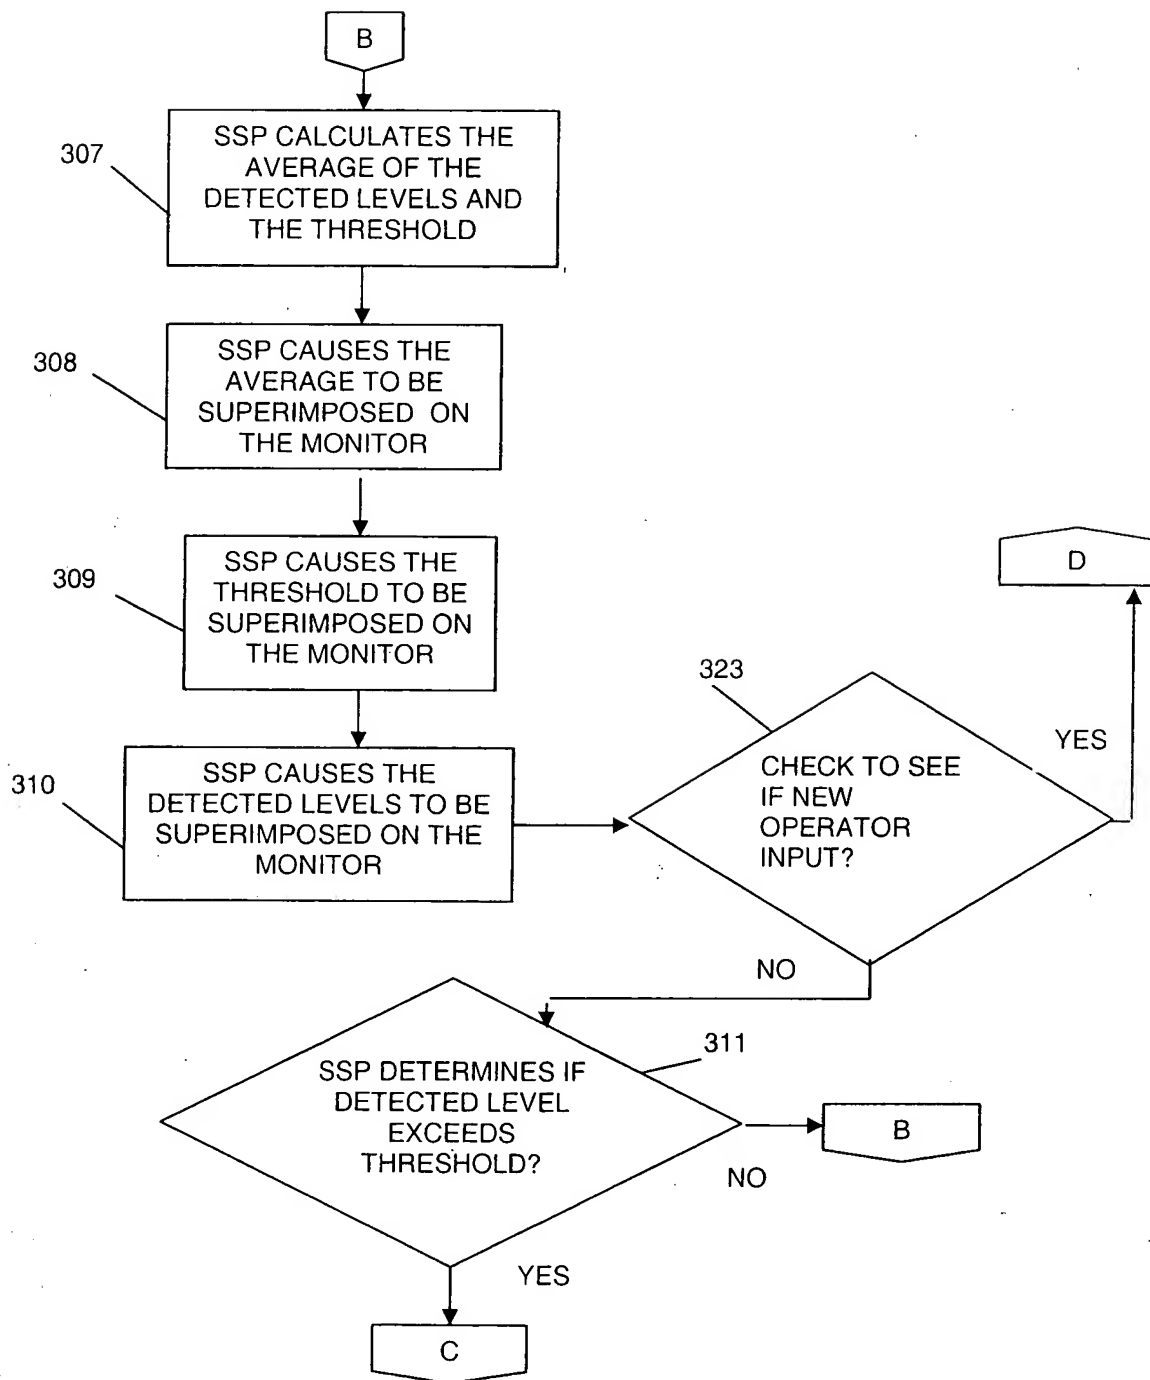 B
307
SSP CALCULATES THE
AVERAGE OF THE
DETECTED LEVELS AND
THE THRESHOLD
308
SSP CAUSES THE
AVERAGE TO BE
SUPERIMPOSED ON
THE MONITOR
309
SSP CAUSES THE
THRESHOLD TO BE
SUPERIMPOSED ON
THE MONITOR
D
310
SSP CAUSES THE
DETECTED LEVELS TO BE
SUPERIMPOSED ON THE
MONITOR
323
CHECK TO SEE
IF NEW
OPERATOR
INPUT?
YES
NO
311
SSP DETERMINES IF
DETECTED LEVEL
EXCEEDS
THRESHOLD?
B
NO
YES
C